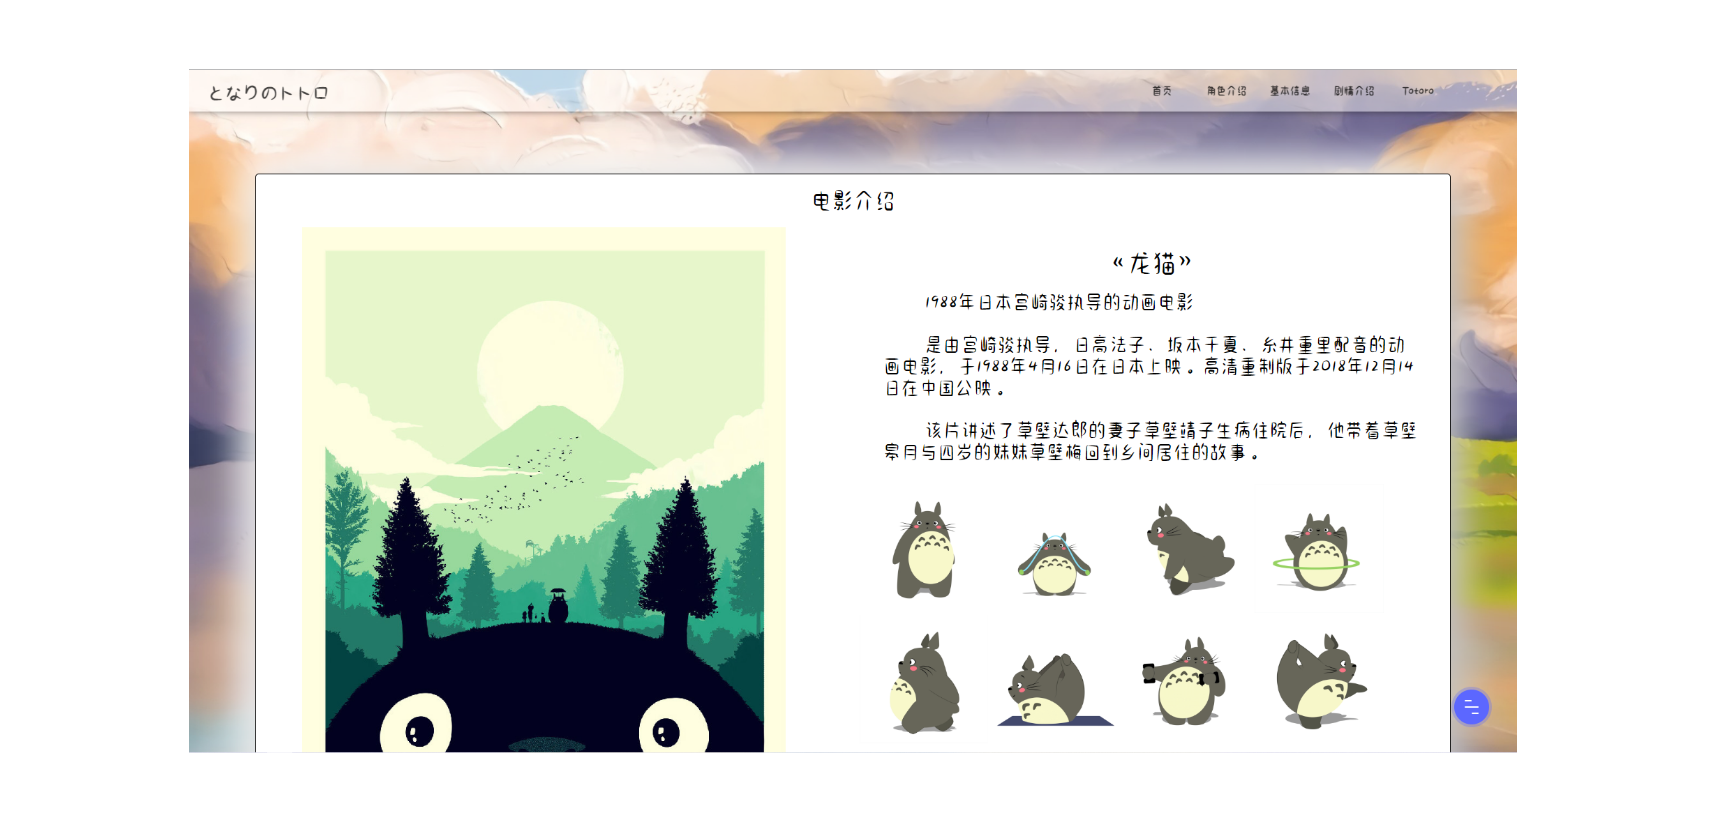 となりのトトロ
首页 角色介绍 基本信息 剧情介绍 Totoro
电影介绍
《龙猫》
1988年日本宫崎骏执导的动画电影
是由宫崎骏执导，日高法子、坂本千夏、糸井重里配音的动
画电影，于1988年4月16日在日本上映。高清重制版于2018年12月14
日在中国公映。
该片讲述了草壁达郎的妻子草壁靖子生病住院后，他带着草壁
皋月与四岁的妹妹草壁梅回到乡间居住的故事。